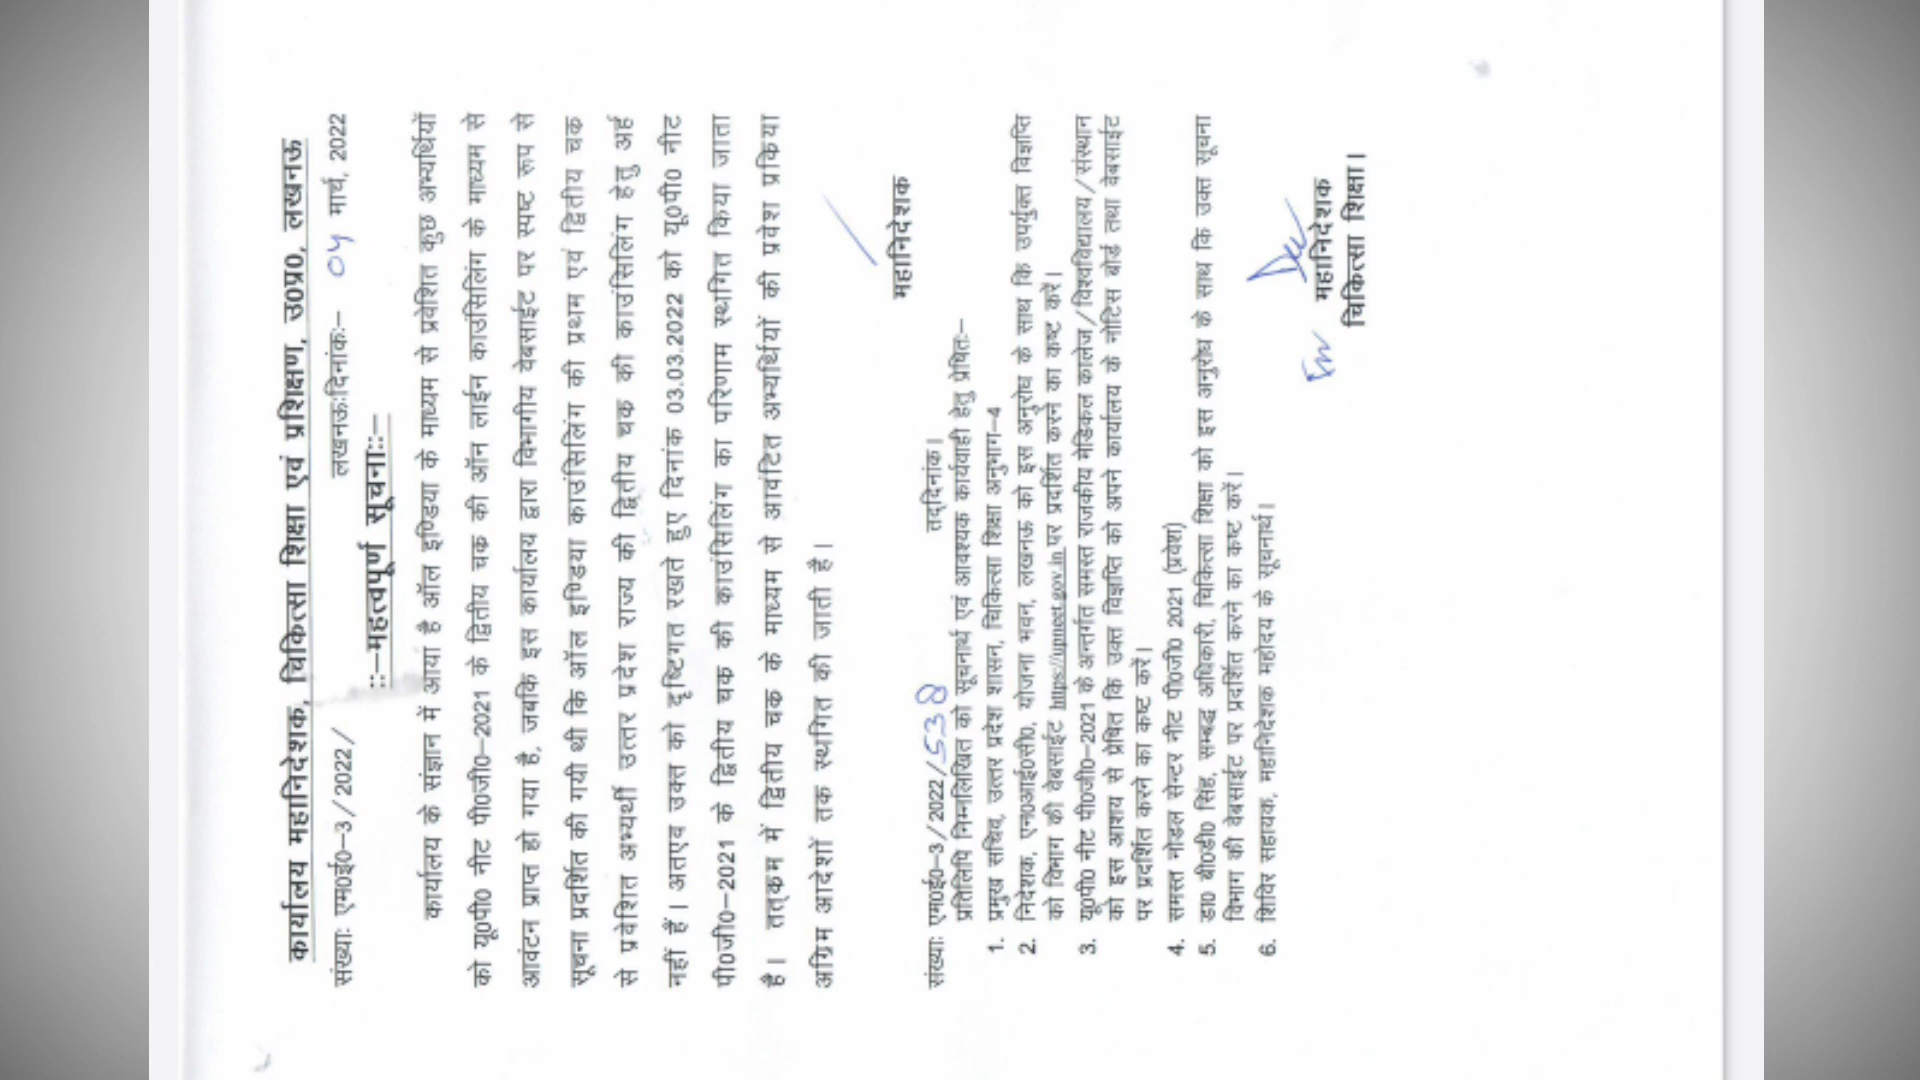 कार्यालय महानिदेशक, चिकित्सा शिक्षा एवं प्रशिक्षण, उ0प्र0, लखनऊ
संख्याः एम0ई0–3/2022/ लखनऊःदिनांकः– 04 मार्च, 2022
::–महत्वपूर्ण सूचनाः:–
कार्यालय के संज्ञान में आया है ऑल इण्डिया के माध्यम से प्रवेशित कुछ अभ्यर्थियों
को यू0पी0 नीट पी0जी0–2021 के द्वितीय चक की ऑन लाईन काउंसिलिंग के माध्यम से
आवंटन प्राप्त हो गया है, जबकि इस कार्यालय द्वारा विभागीय वेबसाईट पर स्पष्ट रूप से
सूचना प्रदर्शित की गयी थी कि ऑल इण्डिया काउंसिलिंग की प्रथम एवं द्वितीय चक
से प्रवेशित अभ्यर्थी उत्तर प्रदेश राज्य की द्वितीय चक की काउंसिलिंग हेतु अर्ह
नहीं हैं। अतएव उक्त को दृष्टिगत रखते हुए दिनांक 03.03.2022 को यू0पी0 नीट
पी0जी0–2021 के द्वितीय चक की काउंसिलिंग का परिणाम स्थगित किया जाता
है। तत्कम में द्वितीय चक के माध्यम से आवंटित अभ्यर्थियों की प्रवेश प्रकिया
अग्रिम आदेशों तक स्थगित की जाती है।
महानिदेशक
संख्याः एम0ई0–3/2022/538 तद्दिनांक।
प्रतिलिपि निम्नलिखित को सूचनार्थ एवं आवश्यक कार्यवाही हेतु प्रेषितः–
1. प्रमुख सचिव, उत्तर प्रदेश शासन, चिकित्सा शिक्षा अनुभाग–4
2. निदेशक, एन0आई0सी0, योजना भवन, लखनऊ को इस अनुरोध के साथ कि उपर्युक्त विज्ञप्ति
को विभाग की वेबसाईट https://upneet.gov.in पर प्रदर्शित करने का कष्ट करें।
3. यू0पी0 नीट पी0जी0–2021 के अन्तर्गत समस्त राजकीय मेडिकल कालेज/विश्वविद्यालय/संस्थान
को इस आशय से प्रेषित कि उक्त विज्ञप्ति को अपने कार्यालय के नोटिस बोर्ड तथा वेबसाईट
पर प्रदर्शित करने का कष्ट करें।
4. समस्त नोडल सेन्टर नीट पी0जी0 2021 (प्रवेश)
5. डा0 बी0डी0 सिंह, सम्बद्ध अधिकारी, चिकित्सा शिक्षा को इस अनुरोध के साथ कि उक्त सूचना
विभाग की वेबसाईट पर प्रदर्शित करने का कष्ट करें।
6. शिविर सहायक, महानिदेशक महोदय के सूचनार्थ।
महानिदेशक
चिकित्सा शिक्षा।